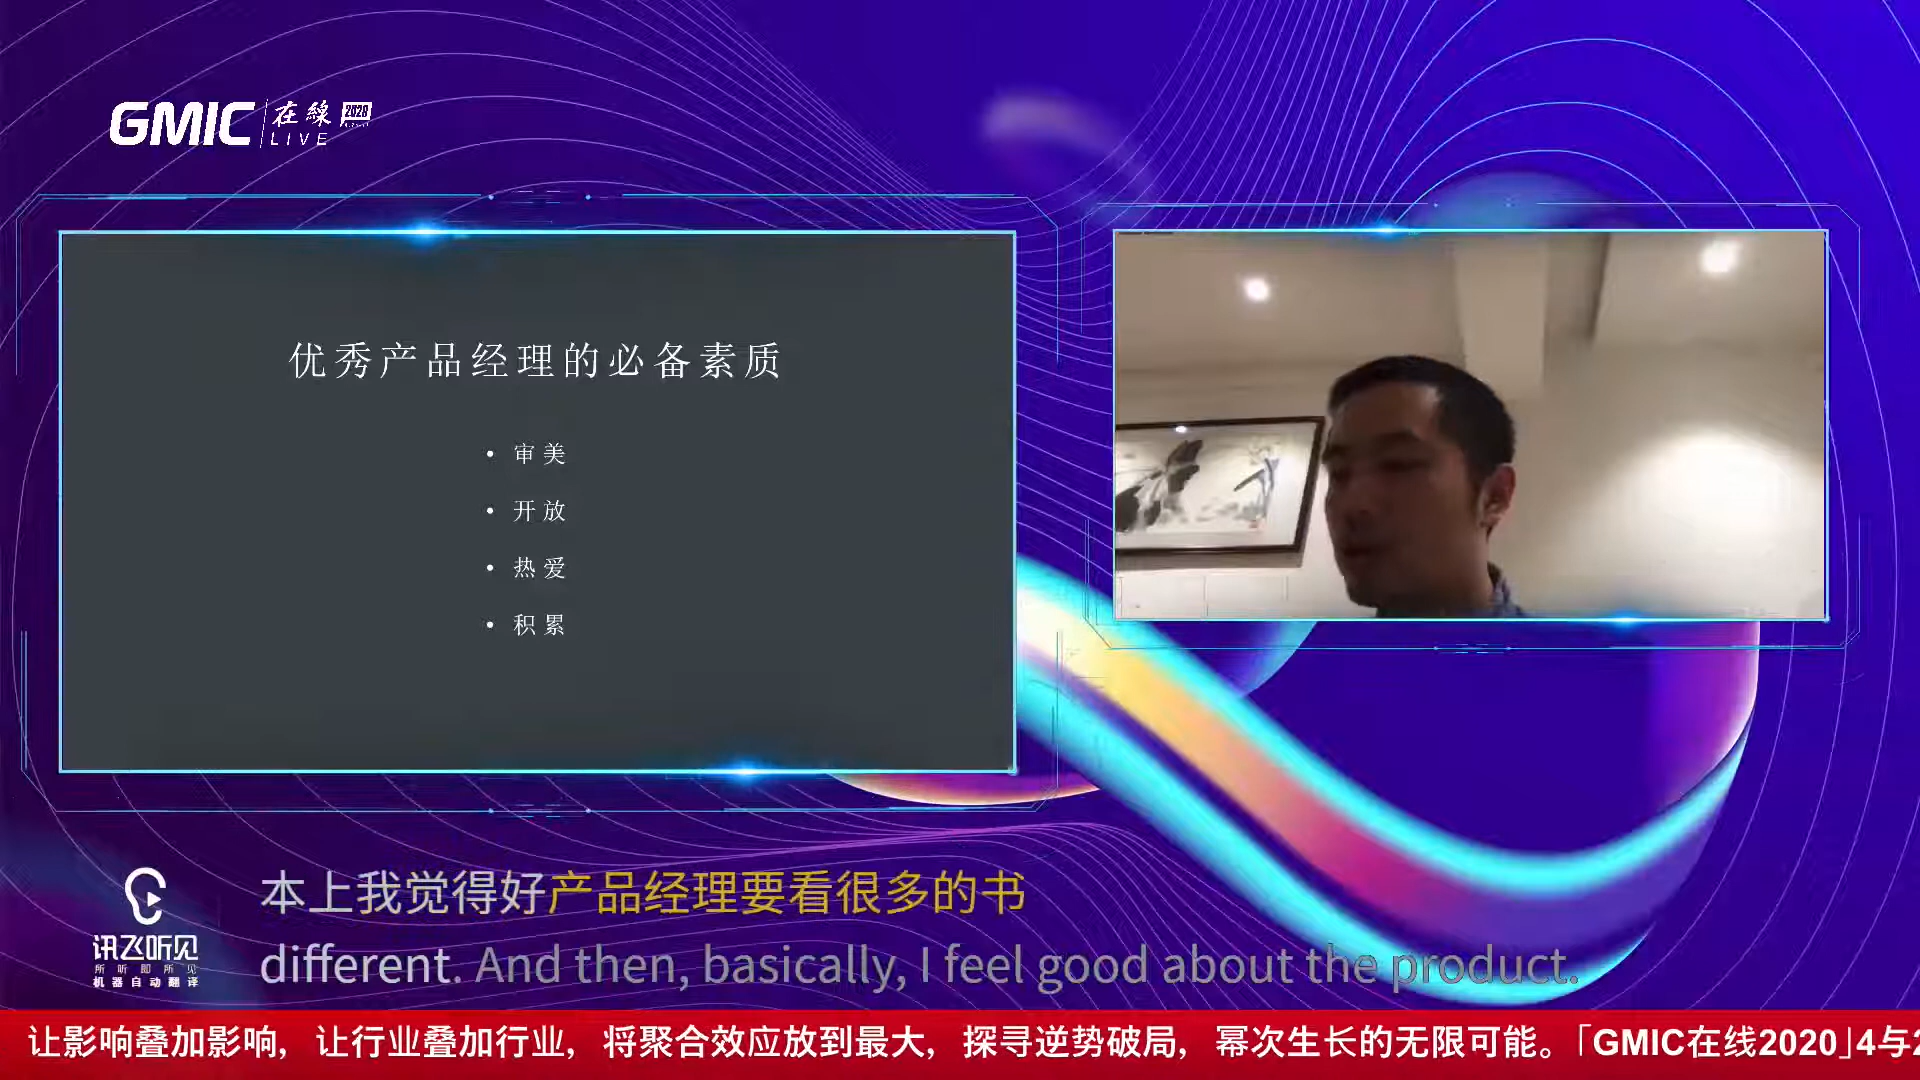 GMIC 在線 2020
LIVE
优秀产品经理的必备素质
• 审美
• 开放
• 热爱
• 积累
本上我觉得好产品经理要看很多的书
different. And then, basically, I feel good about the product.
讯飞听见
所听即所见
机器自动翻译
让影响叠加影响，让行业叠加行业，将聚合效应放到最大，探寻逆势破局，幂次生长的无限可能。「GMIC在线2020」4与2